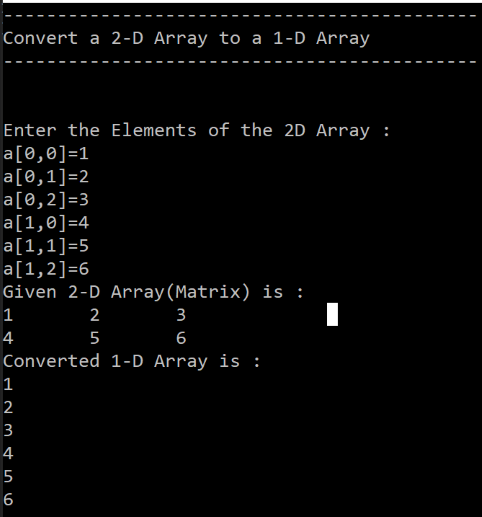 --------------------------------------------
Convert a 2-D Array to a 1-D Array
--------------------------------------------
Enter the Elements of the 2D Array :
a[0,0]=1
a[0,1]=2
a[0,2]=3
a[1,0]=4
a[1,1]=5
a[1,2]=6
Given 2-D Array(Matrix) is :
1       2       3
4       5       6
Converted 1-D Array is :
1
2
3
4
5
6